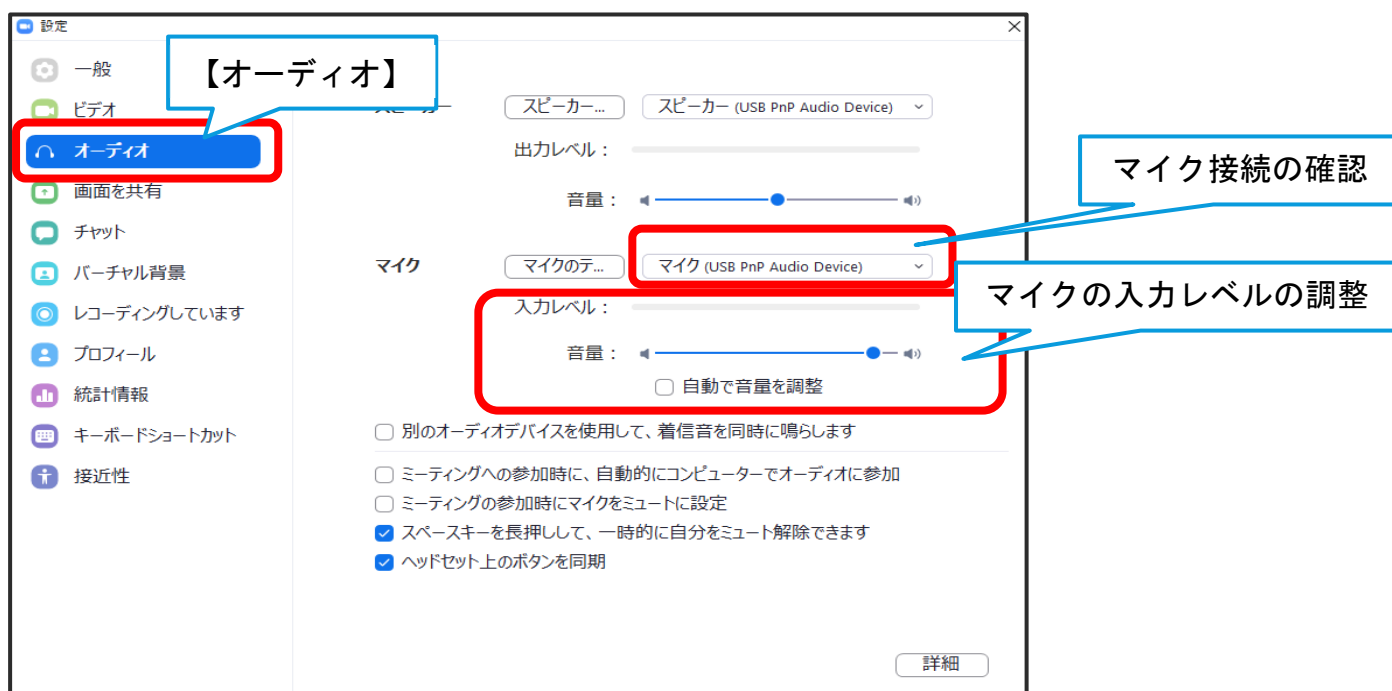 設定
一般
【オーディオ】
ビデオ
スピーカー... スピーカー (USB PnP Audio Device)
オーディオ
出力レベル：
マイク接続の確認
画面を共有
音量：
チャット
バーチャル背景
マイク マイクのテ... マイク (USB PnP Audio Device)
マイクの入力レベルの調整
入力レベル：
レコーディングしています
プロフィール
音量：
自動で音量を調整
統計情報
キーボードショートカット
別のオーディオデバイスを使用して、着信音を同時に鳴らします
接近性
ミーティングへの参加時に、自動的にコンピューターでオーディオに参加
ミーティングの参加時にマイクをミュートに設定
スペースキーを長押しして、一時的に自分をミュート解除できます
ヘッドセット上のボタンを同期
詳細